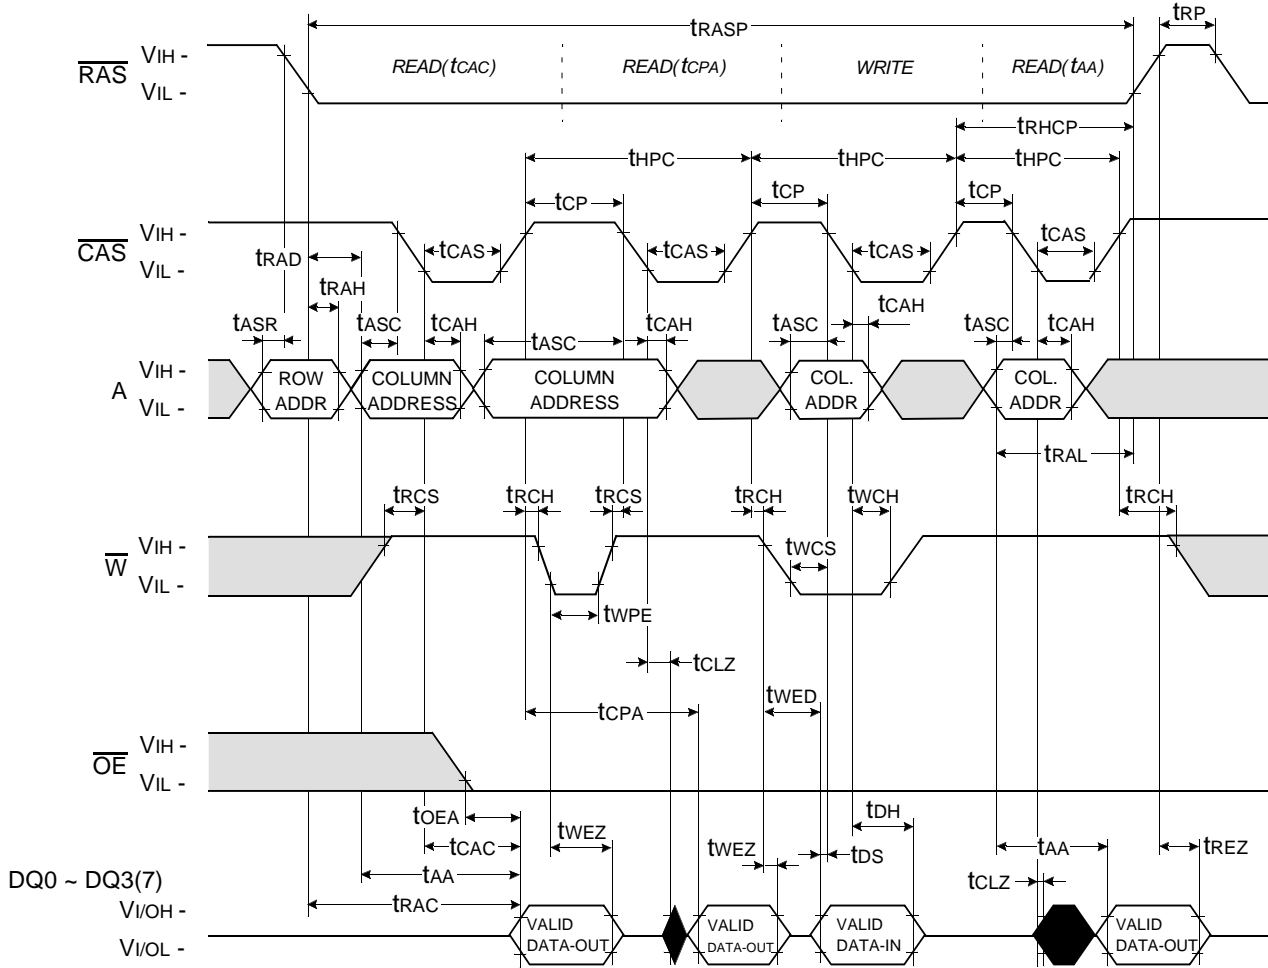 tRASP tRP
VIH -
RAS
VIL -
READ(tCAC) READ(tCPA) WRITE READ(tAA)
tRHCP
tHPC tHPC tHPC
tCP tCP tCP
VIH -
CAS
VIL -
tCAS tCAS tCAS tCAS
tRAD
tRAH
tASR tASC tCAH tASC tCAH tASC tCAH tASC tCAH
VIH -
A
VIL -
ROW ADDR
COLUMN ADDRESS
COLUMN ADDRESS
COL. ADDR
COL. ADDR
tRAL
tRCS tRCH tRCS tRCH tWCH tRCH
VIH -
W
VIL -
tWCS
tWPE
tCLZ
tWED
tCPA
VIH -
OE
VIL -
tOEA tWEZ tDH
tCAC tWEZ tDS tAA tREZ
tAA tCLZ
tRAC
DQ0 ~ DQ3(7)
VI/OH -
VI/OL -
VALID DATA-OUT
VALID DATA-OUT
VALID DATA-IN
VALID DATA-OUT